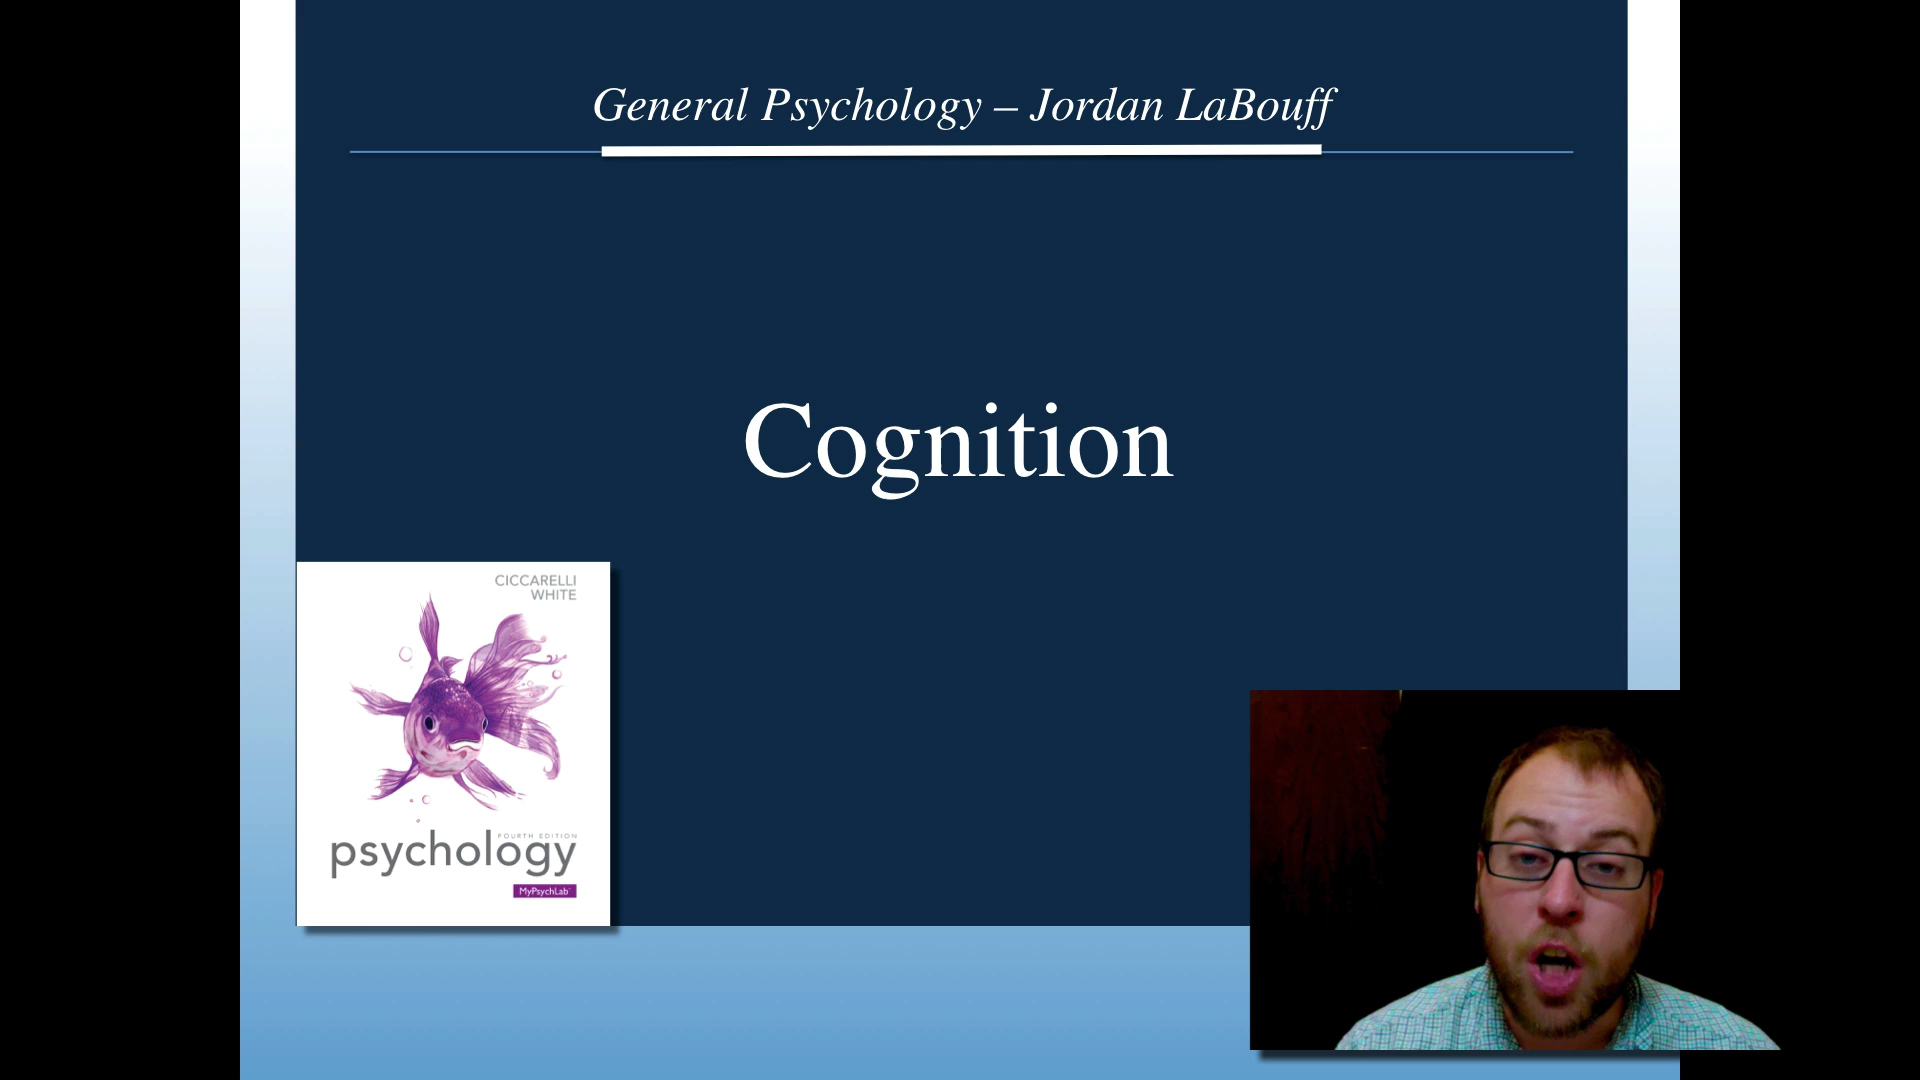 General Psychology – Jordan LaBouff
Cognition
CICCARELLI
WHITE
FOURTH EDITION
psychology
MyPsychLab